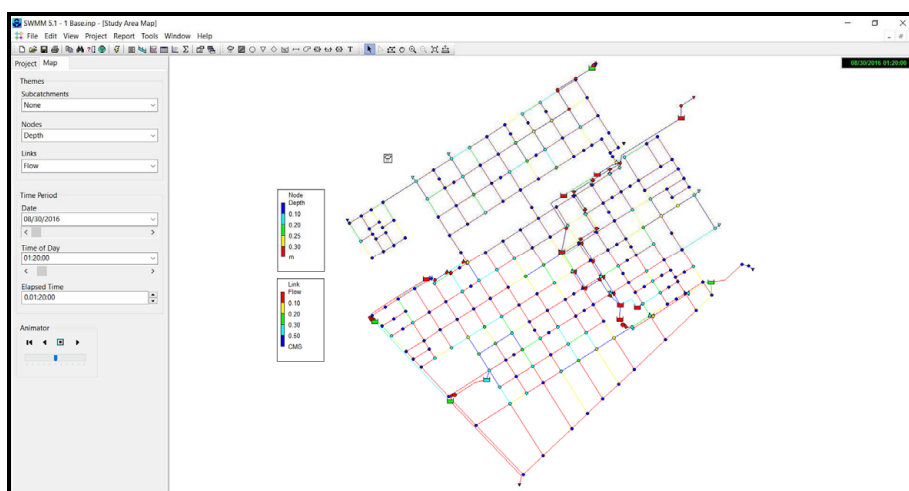 SWMM 5.1 - 1 Base.inp - [Study Area Map]
File Edit View Project Report Tools Window Help
Project Map
08/30/2016 01:20:00
Themes
Subcatchments
None
Nodes
Depth
Links
Flow
Time Period
Date
08/30/2016
Time of Day
01:20:00
Elapsed Time
0.01:20:00
Animator
Node
Depth
0.10
0.20
0.25
0.30
m
Link
Flow
0.10
0.20
0.30
0.50
CMS